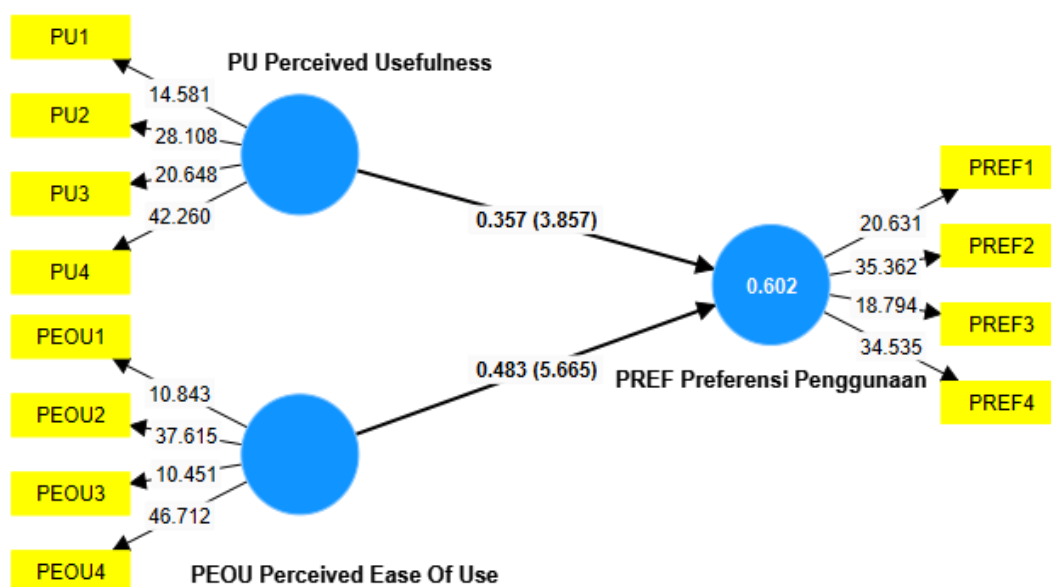 PU1
PU Perceived Usefulness
14.581
PU2
28.108
PU3
20.648
42.260
PU4
0.357 (3.857)
PREF1
20.631
PREF2
35.362
0.602
18.794
PREF3
34.535
PREF Preferensi Penggunaan
PREF4
0.483 (5.665)
PEOU1
10.843
PEOU2
37.615
10.451
PEOU3
46.712
PEOU4
PEOU Perceived Ease Of Use